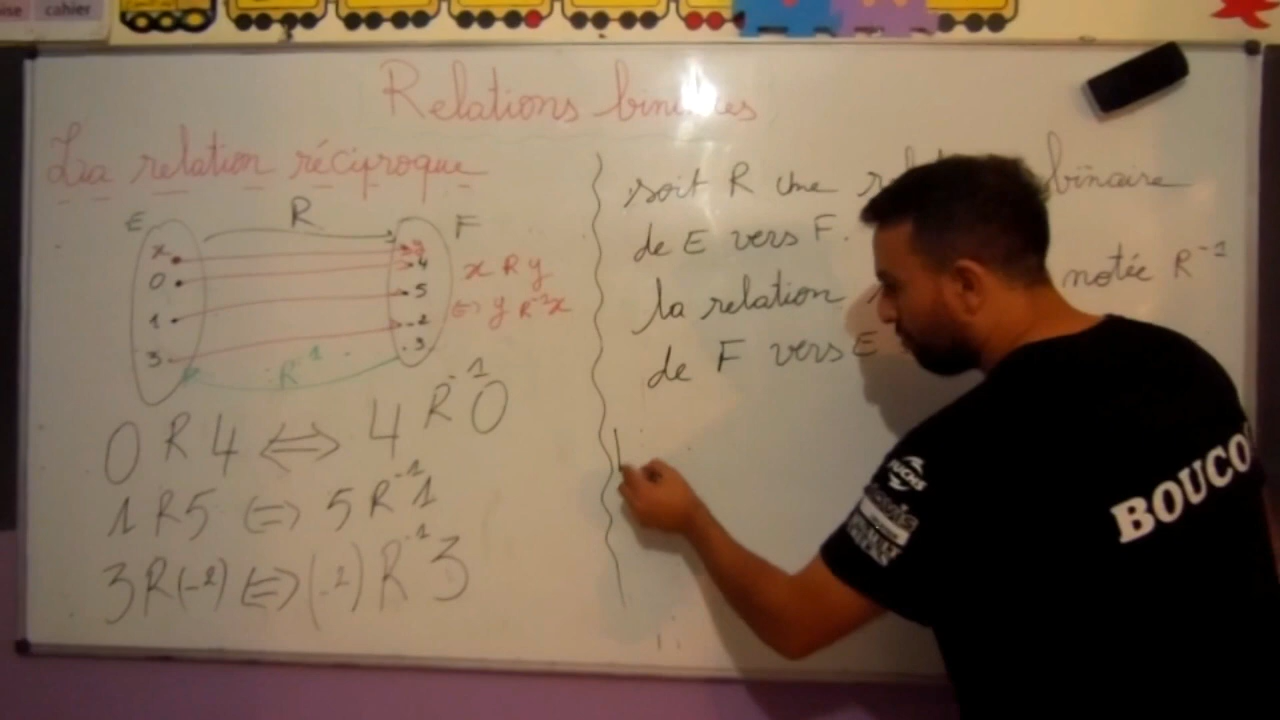 cahier
Relations binaires
La relation réciproque
E R F
x y
0 4
1 5
3 -2
3
R⁻¹
x R y
⇔ y R⁻¹ x
0 R 4 ⇔ 4 R⁻¹ 0
1 R 5 ⇔ 5 R⁻¹ 1
3 R (-2) ⇔ (-2) R⁻¹ 3
soit R une binaire
de E vers F.
la relation notée R⁻¹
de F vers E
FUCHS
BOUCO